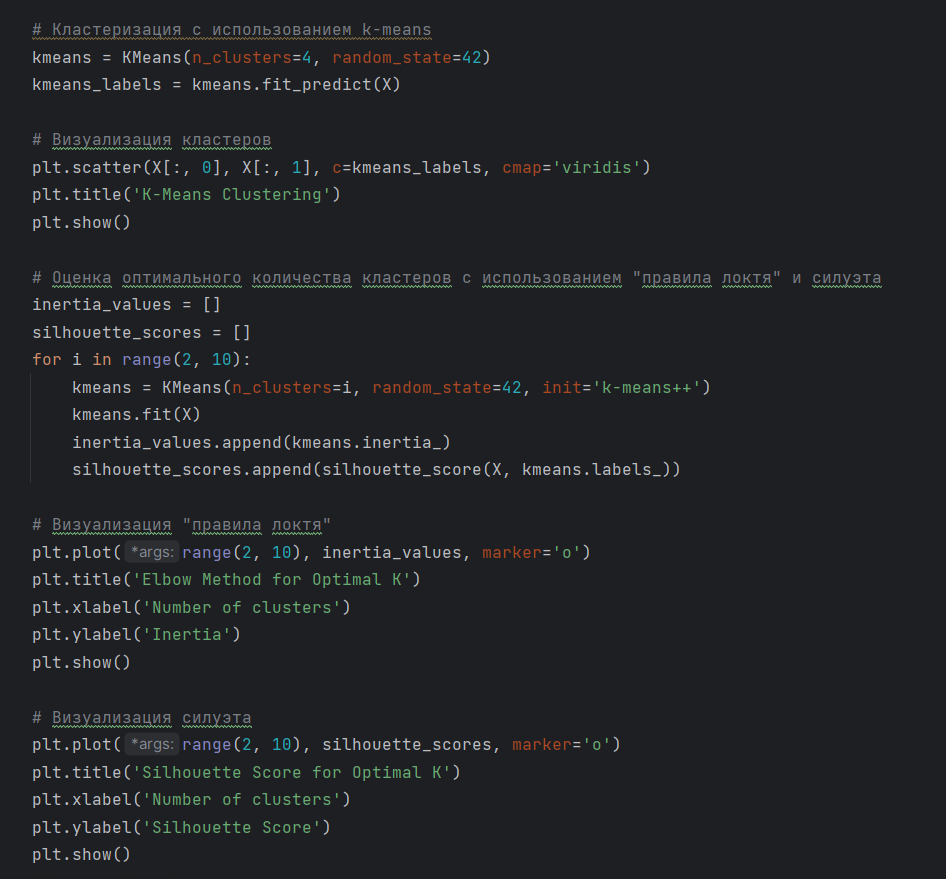 # Кластеризация с использованием k-means
kmeans = KMeans(n_clusters=4, random_state=42)
kmeans_labels = kmeans.fit_predict(X)
# Визуализация кластеров
plt.scatter(X[:, 0], X[:, 1], c=kmeans_labels, cmap='viridis')
plt.title('K-Means Clustering')
plt.show()
# Оценка оптимального количества кластеров с использованием "правила локтя" и силуэта
inertia_values = []
silhouette_scores = []
for i in range(2, 10):
    kmeans = KMeans(n_clusters=i, random_state=42, init='k-means++')
    kmeans.fit(X)
    inertia_values.append(kmeans.inertia_)
    silhouette_scores.append(silhouette_score(X, kmeans.labels_))
# Визуализация "правила локтя"
plt.plot( *args: range(2, 10), inertia_values, marker='o')
plt.title('Elbow Method for Optimal K')
plt.xlabel('Number of clusters')
plt.ylabel('Inertia')
plt.show()
# Визуализация силуэта
plt.plot( *args: range(2, 10), silhouette_scores, marker='o')
plt.title('Silhouette Score for Optimal K')
plt.xlabel('Number of clusters')
plt.ylabel('Silhouette Score')
plt.show()